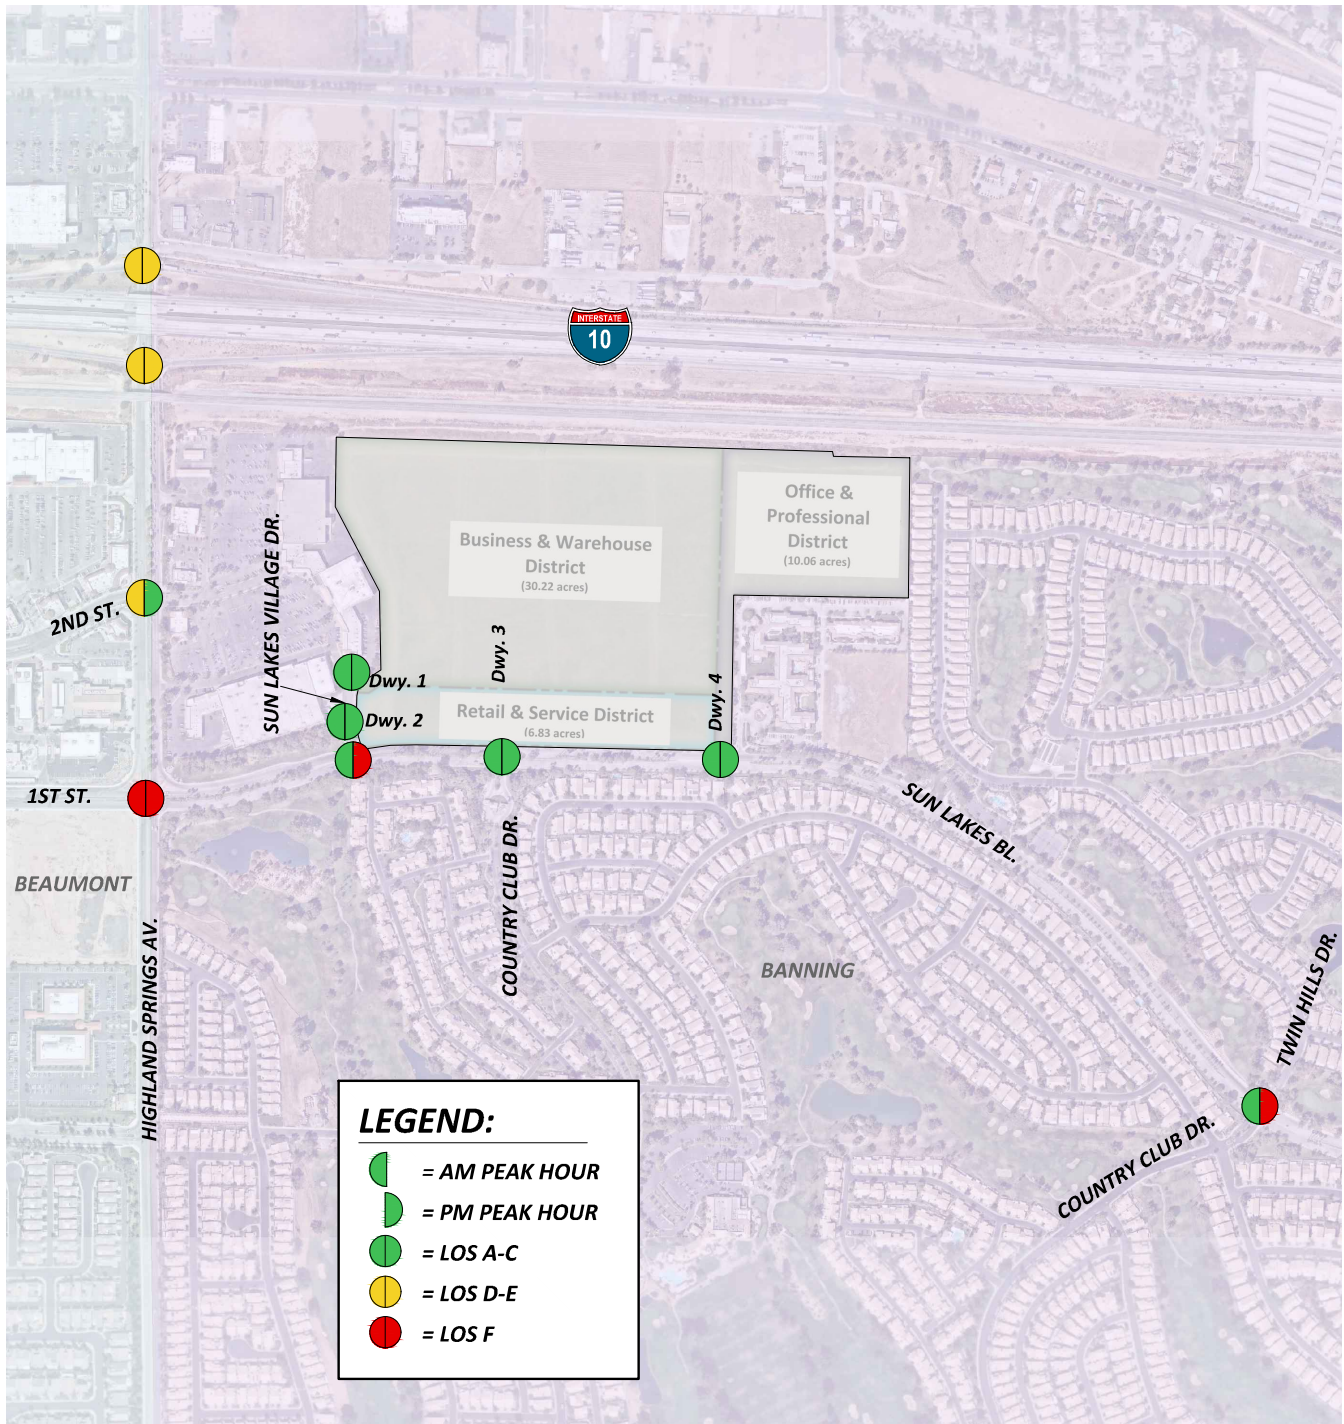 INTERSTATE
10
Office &
Professional
District
(10.06 acres)
Business & Warehouse
District
(30.22 acres)
SUN LAKES VILLAGE DR.
2ND ST.
Dwy. 3
Dwy. 1
Dwy. 4
Dwy. 2
Retail & Service District
(6.83 acres)
1ST ST.
SUN LAKES BL.
COUNTRY CLUB DR.
BEAUMONT
HIGHLAND SPRINGS AV.
BANNING
TWIN HILLS DR.
COUNTRY CLUB DR.
LEGEND:
= AM PEAK HOUR
= PM PEAK HOUR
= LOS A-C
= LOS D-E
= LOS F